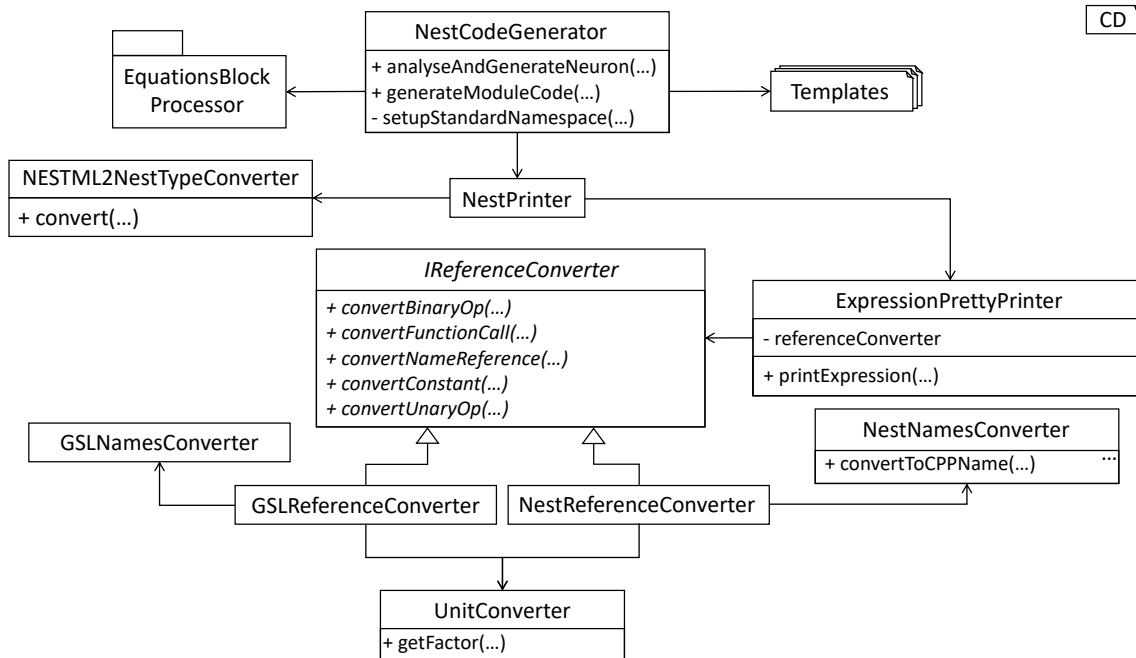 CD
NestCodeGenerator
+ analyseAndGenerateNeuron(...)
+ generateModuleCode(...)
- setupStandardNamespace(...)
EquationsBlock
Processor
Templates
NESTML2NestTypeConverter
+ convert(...)
NestPrinter
IReferenceConverter
+ convertBinaryOp(...)
+ convertFunctionCall(...)
+ convertNameReference(...)
+ convertConstant(...)
+ convertUnaryOp(...)
ExpressionPrettyPrinter
- referenceConverter
+ printExpression(...)
GSLNamesConverter
NestNamesConverter
+ convertToCPPName(...) ...
GSLReferenceConverter
NestReferenceConverter
UnitConverter
+ getFactor(...)